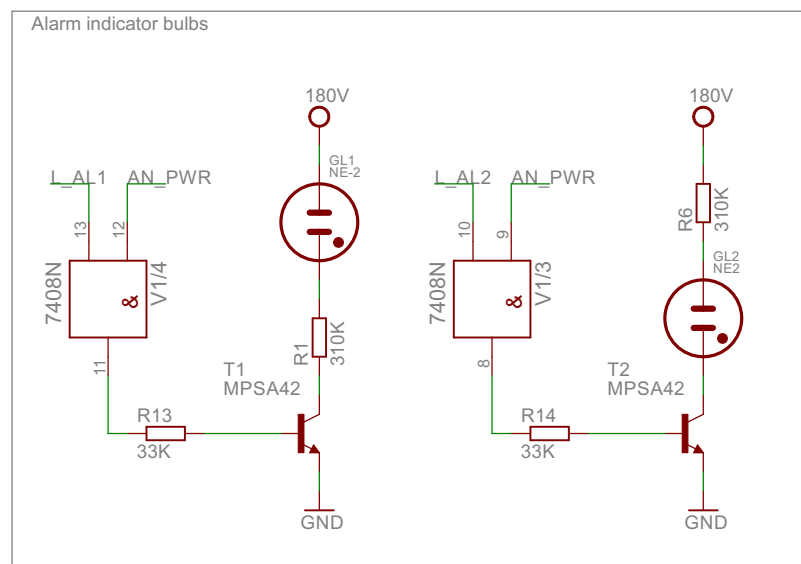 Alarm indicator bulbs
180V
GL1
NE-2
L_AL1
AN_PWR
13
12
7408N
&
V1/4
11
R1
310K
T1
MPSA42
R13
33K
GND
180V
R6
310K
L_AL2
AN_PWR
10
9
GL2
NE2
7408N
&
V1/3
8
T2
MPSA42
R14
33K
GND